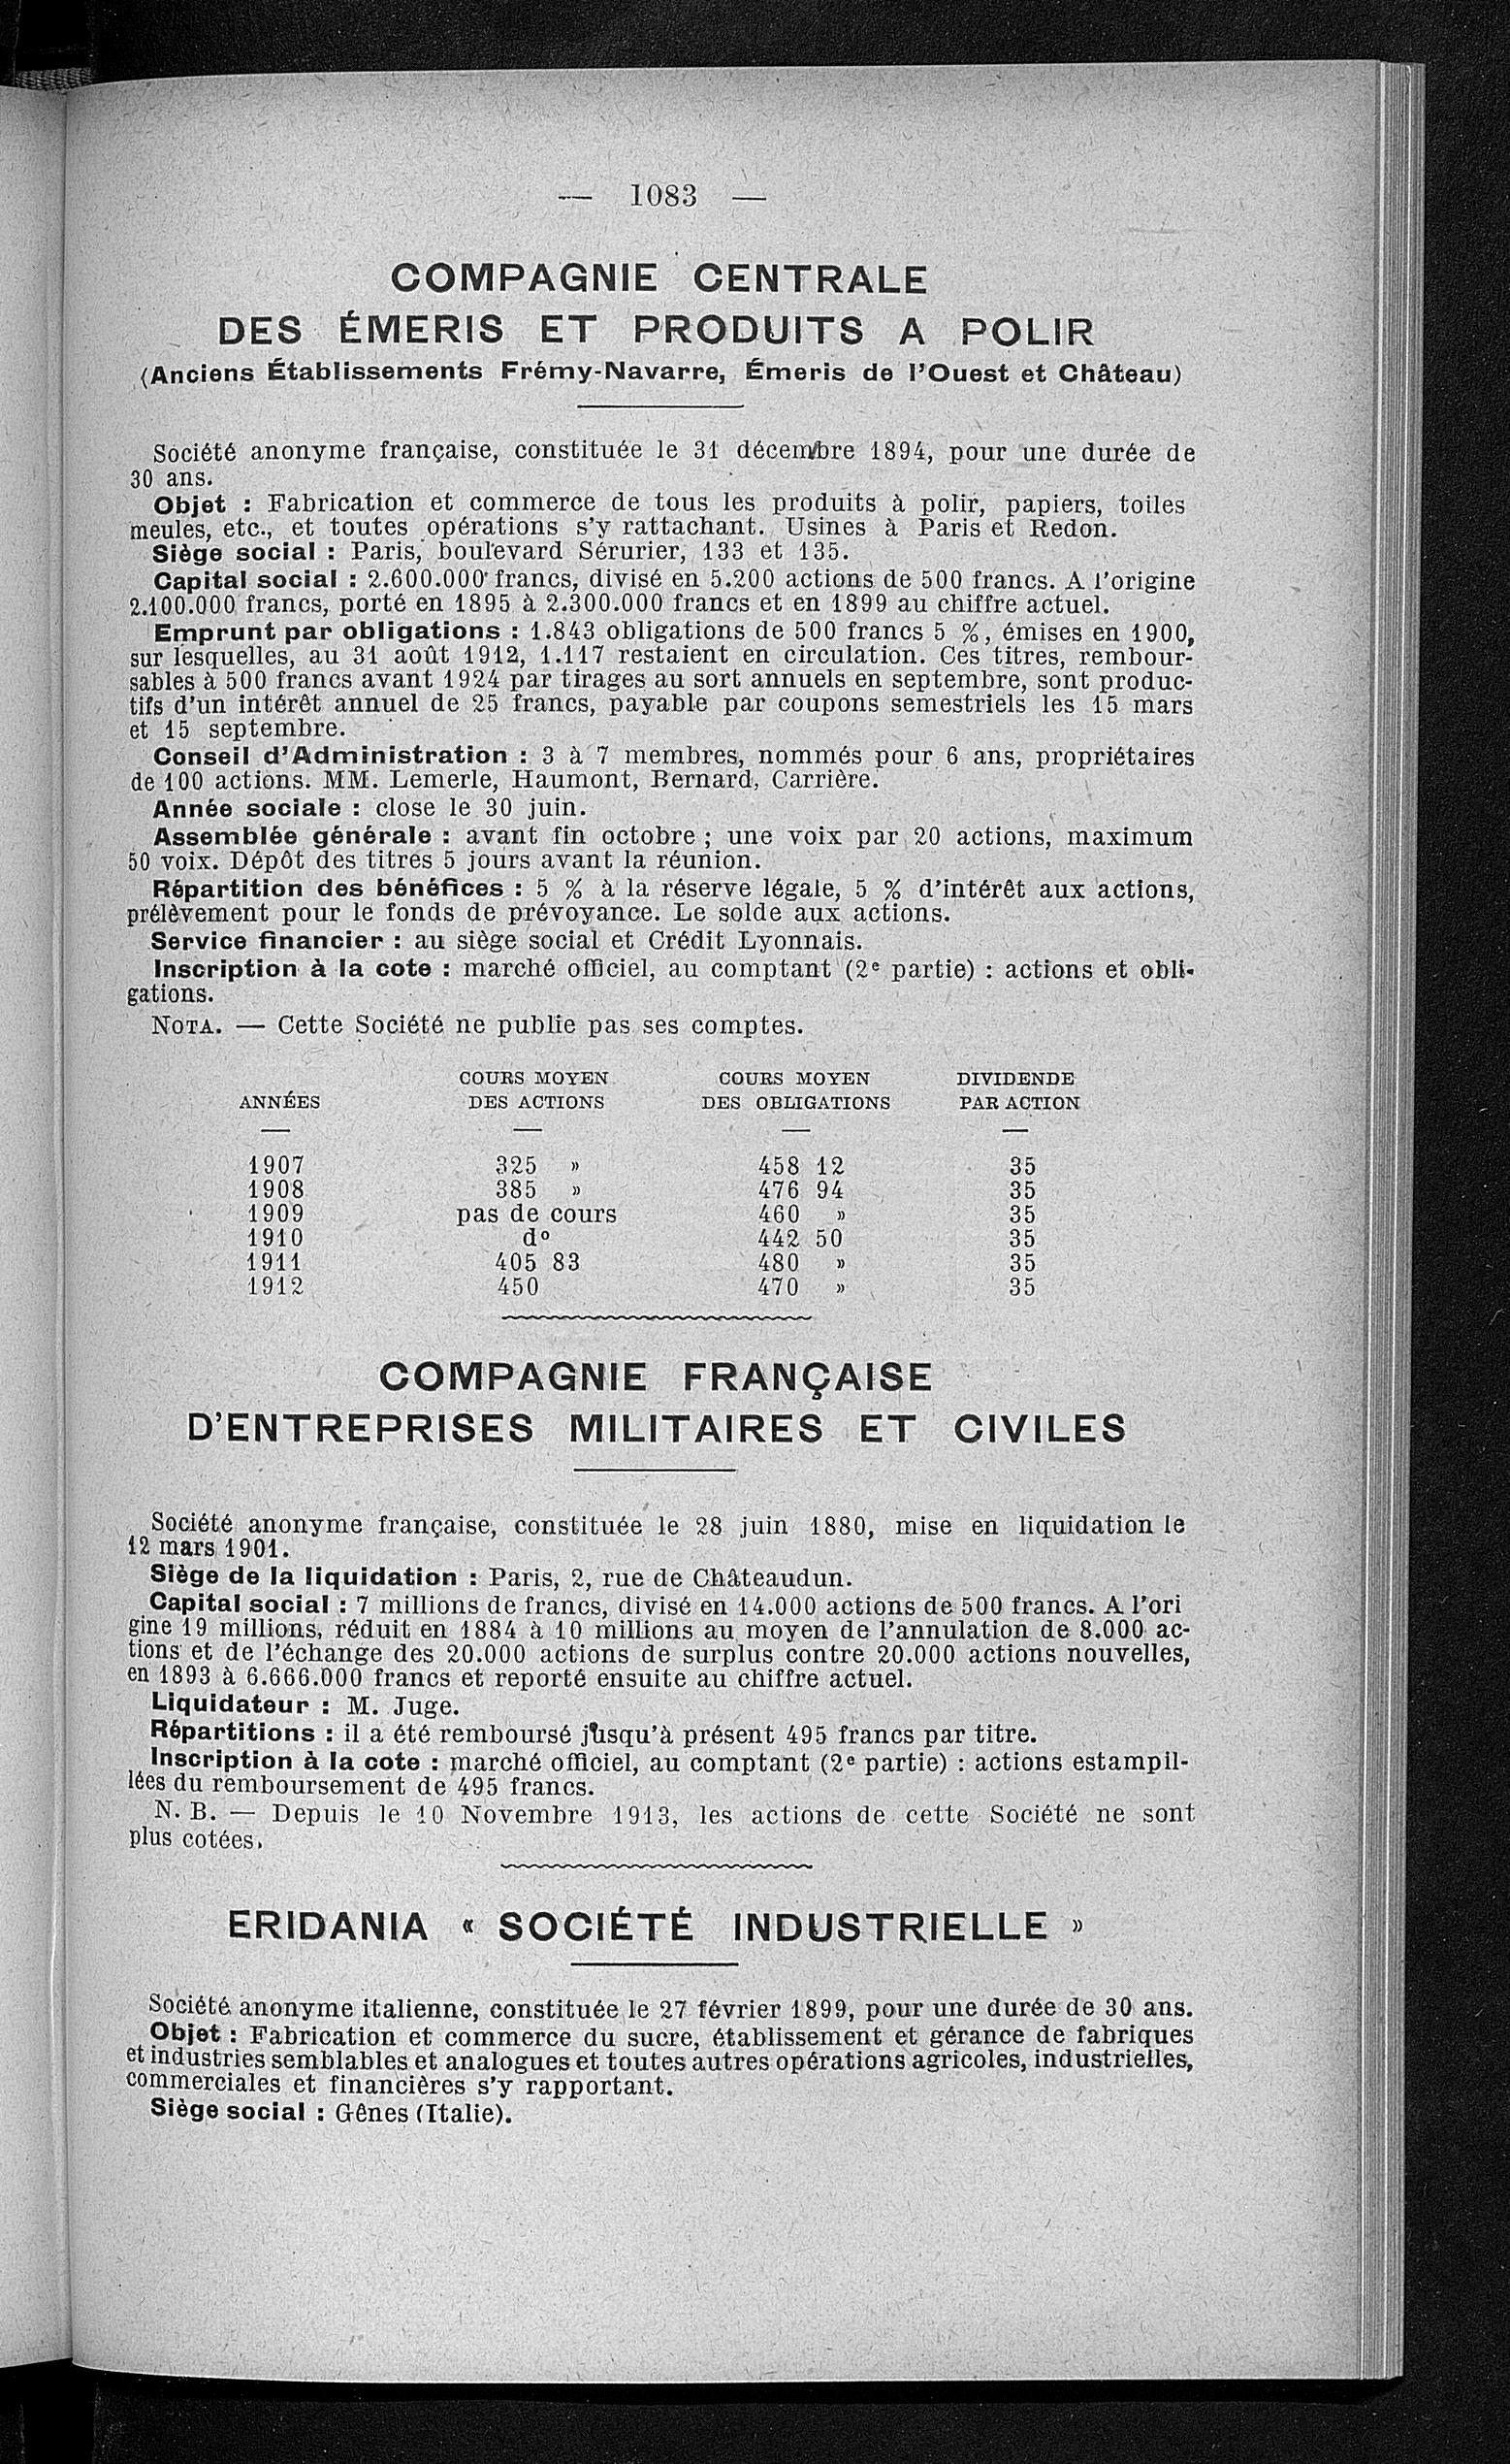 — 1083 —
COMPAGNIE CENTRALE
DES ÉMERIS ET PRODUITS A POLIR
(Anciens Établissements Frémy-Navarre, Émeris de l'Ouest et Château)
Société anonyme française, constituée le 31 décembre 1894, pour une durée de
30 ans.
Objet : Fabrication et commerce de tous les produits à polir, papiers, toiles
meules, etc., et toutes opérations s'y rattachant. Usines à Paris et Redon.
Siège social : Paris, boulevard Sérurier, 133 et 135.
Capital social : 2.600.000 francs, divisé en 5.200 actions de 500 francs. A l'origine
2.100.000 francs, porté en 1895 à 2.300.000 francs et en 1899 au chiffre actuel.
Emprunt par obligations : 1.843 obligations de 500 francs 5 %, émises en 1900,
sur lesquelles, au 31 août 1912, 1.117 restaient en circulation. Ces titres, rembour-
sables à 500 francs avant 1924 par tirages au sort annuels en septembre, sont produc-
tifs d'un intérêt annuel de 25 francs, payable par coupons semestriels les 15 mars
et 15 septembre.
Conseil d'Administration : 3 à 7 membres, nommés pour 6 ans, propriétaires
de 100 actions. MM. Lemerle, Haumont, Bernard, Carrière.
Année sociale : close le 30 juin.
Assemblée générale : avant fin octobre ; une voix par 20 actions, maximum
50 voix. Dépôt des titres 5 jours avant la réunion.
Répartition des bénéfices : 5 % à la réserve légale, 5 % d'intérêt aux actions,
prélèvement pour le fonds de prévoyance. Le solde aux actions.
Service financier : au siège social et Crédit Lyonnais.
Inscription à la cote : marché officiel, au comptant (2e partie) : actions et obli-
gations.
NOTA. — Cette Société ne publie pas ses comptes.
COURS MOYEN COURS MOYEN DIVIDENDE
ANNÉES DES ACTIONS DES OBLIGATIONS PAR ACTION
— — — —
1907 325 » 458 12 35
1908 385 » 476 94 35
1909 pas de cours 460 » 35
1910 do 442 50 35
1911 405 83 480 » 35
1912 450 470 » 35
COMPAGNIE FRANÇAISE
D'ENTREPRISES MILITAIRES ET CIVILES
Société anonyme française, constituée le 28 juin 1880, mise en liquidation le
12 mars 1901.
Siège de la liquidation : Paris, 2, rue de Châteaudun.
Capital social : 7 millions de francs, divisé en 14.000 actions de 500 francs. A l'ori
gine 19 millions, réduit en 1884 à 10 millions au moyen de l'annulation de 8.000 ac-
tions et de l'échange des 20.000 actions de surplus contre 20.000 actions nouvelles,
en 1893 à 6.666.000 francs et reporté ensuite au chiffre actuel.
Liquidateur : M. Juge.
Répartitions : il a été remboursé jusqu'à présent 495 francs par titre.
Inscription à la cote : marché officiel, au comptant (2e partie) : actions estampil-
lées du remboursement de 495 francs.
N. B. — Depuis le 10 Novembre 1913, les actions de cette Société ne sont
plus cotées.
ERIDANIA « SOCIÉTÉ INDUSTRIELLE »
Société anonyme italienne, constituée le 27 février 1899, pour une durée de 30 ans.
Objet : Fabrication et commerce du sucre, établissement et gérance de fabriques
et industries semblables et analogues et toutes autres opérations agricoles, industrielles,
commerciales et financières s'y rapportant.
Siège social : Gênes (Italie).